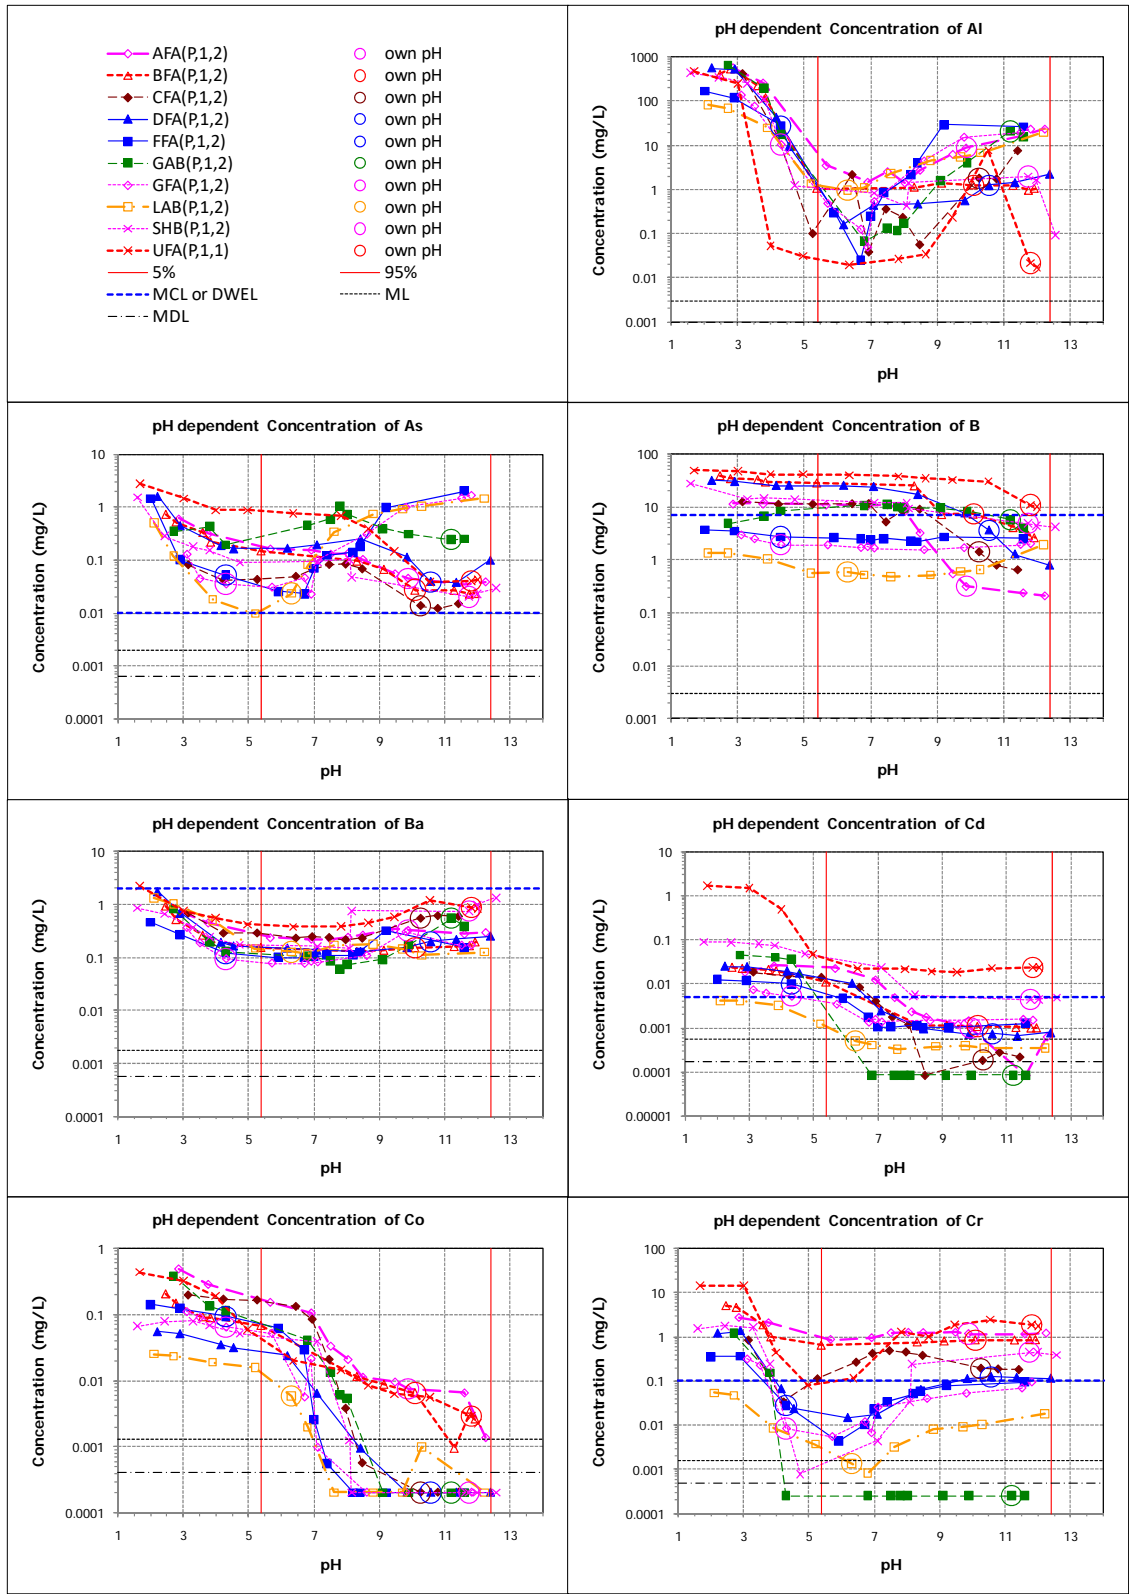 AFA(P,1,2) own pH
BFA(P,1,2) own pH
CFA(P,1,2) own pH
DFA(P,1,2) own pH
FFA(P,1,2) own pH
GAB(P,1,2) own pH
GFA(P,1,2) own pH
LAB(P,1,2) own pH
SHB(P,1,2) own pH
UFA(P,1,1) own pH
5% 95%
MCL or DWEL ML
MDL
pH dependent Concentration of Al
Concentration (mg/L)
1000
100
10
1
0.1
0.01
0.001
1 3 5 7 9 11 13
pH
pH dependent Concentration of As
Concentration (mg/L)
10
1
0.1
0.01
0.001
0.0001
1 3 5 7 9 11 13
pH
pH dependent Concentration of B
Concentration (mg/L)
100
10
1
0.1
0.01
0.001
1 3 5 7 9 11 13
pH
pH dependent Concentration of Ba
Concentration (mg/L)
10
1
0.1
0.01
0.001
0.0001
1 3 5 7 9 11 13
pH
pH dependent Concentration of Cd
Concentration (mg/L)
10
1
0.1
0.01
0.001
0.0001
0.00001
1 3 5 7 9 11 13
pH
pH dependent Concentration of Co
Concentration (mg/L)
1
0.1
0.01
0.001
0.0001
1 3 5 7 9 11 13
pH
pH dependent Concentration of Cr
Concentration (mg/L)
100
10
1
0.1
0.01
0.001
0.0001
1 3 5 7 9 11 13
pH